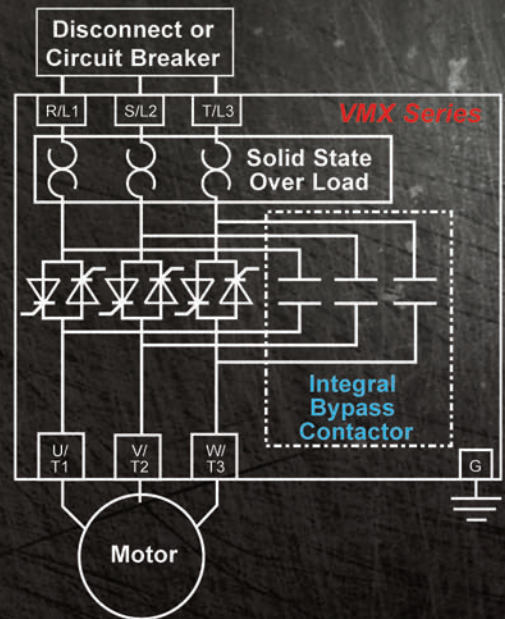 Disconnect or
Circuit Breaker
R/L1
S/L2
T/L3
VMX Series
Solid State
Over Load
Integral
Bypass
Contactor
U/
T1
V/
T2
W/
T3
G
Motor